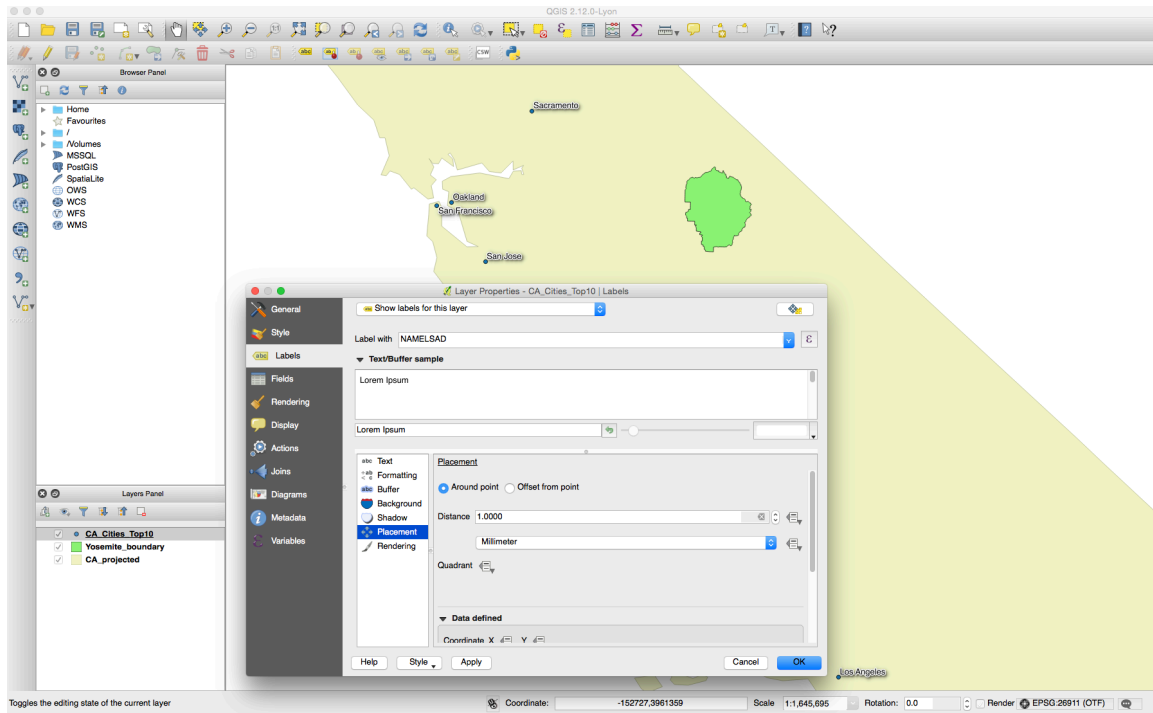 QGIS 2.12.0-Lyon
Browser Panel
Home
Favourites
/
/Volumes
MSSQL
PostGIS
SpatiaLite
OWS
WCS
WFS
WMS
Sacramento
Oakland
San Francisco
San Jose
Los Angeles
Layers Panel
CA_Cities_Top10
Yosemite_boundary
CA_projected
Layer Properties - CA_Cities_Top10 | Labels
General
Style
Labels
Fields
Rendering
Display
Actions
Joins
Diagrams
Metadata
Variables
Show labels for this layer
Label with NAMELSAD
Text/Buffer sample
Lorem Ipsum
Lorem Ipsum
Text
Formatting
Buffer
Background
Shadow
Placement
Rendering
Placement
Around point Offset from point
Distance 1.0000
Millimeter
Quadrant
Data defined
Coordinate X Y
Help Style Apply Cancel OK
Toggles the editing state of the current layer Coordinate: -152727,3961359 Scale 1:1,645,695 Rotation: 0.0 Render EPSG:26911 (OTF)